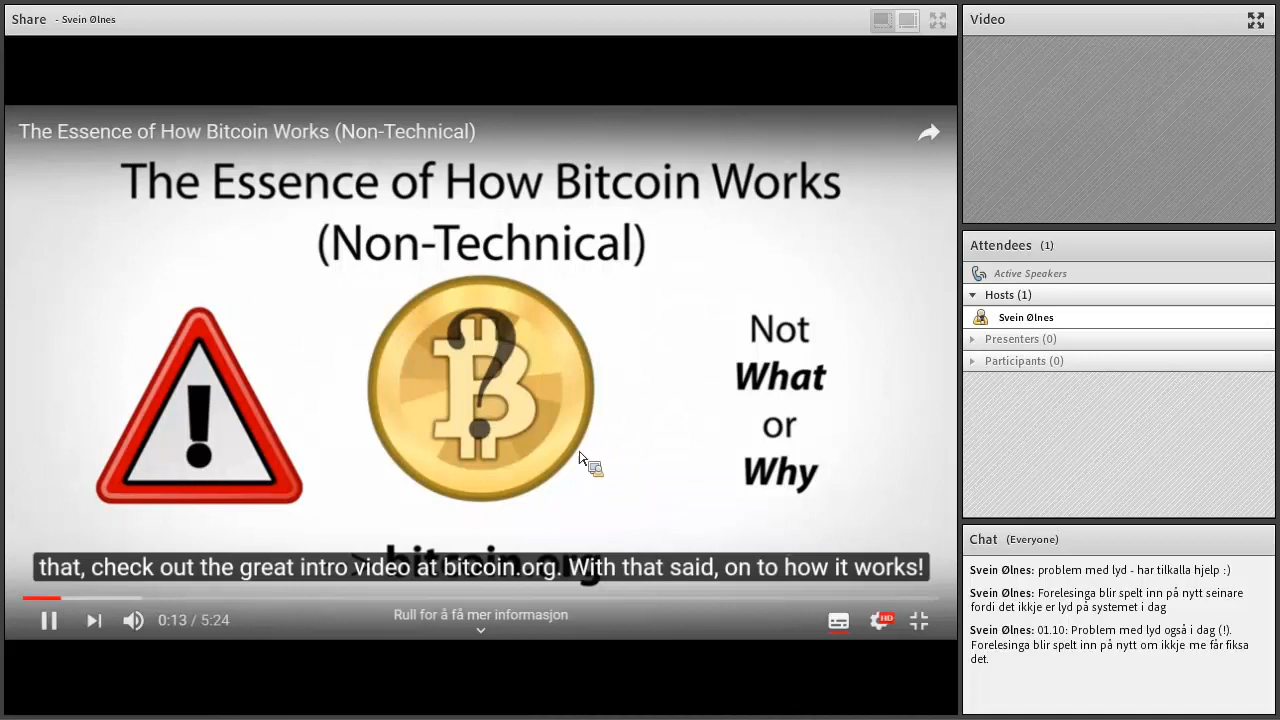 Share - Svein Ølnes
The Essence of How Bitcoin Works (Non-Technical)
The Essence of How Bitcoin Works
(Non-Technical)
?
!
Not
What
or
Why
> bitcoin.org
that, check out the great intro video at bitcoin.org. With that said, on to how it works!
0:13 / 5:24
Rull for å få mer informasjon
HD
Video
Attendees (1)
Active Speakers
Hosts (1)
Svein Ølnes
Presenters (0)
Participants (0)
Chat (Everyone)
Svein Ølnes: problem med lyd - har tilkalla hjelp :)
Svein Ølnes: Forelesinga blir spelt inn på nytt seinare
fordi det ikkje er lyd på systemet i dag
Svein Ølnes: 01.10: Problem med lyd også i dag (!).
Forelesinga blir spelt inn på nytt om ikkje me får fiksa
det.